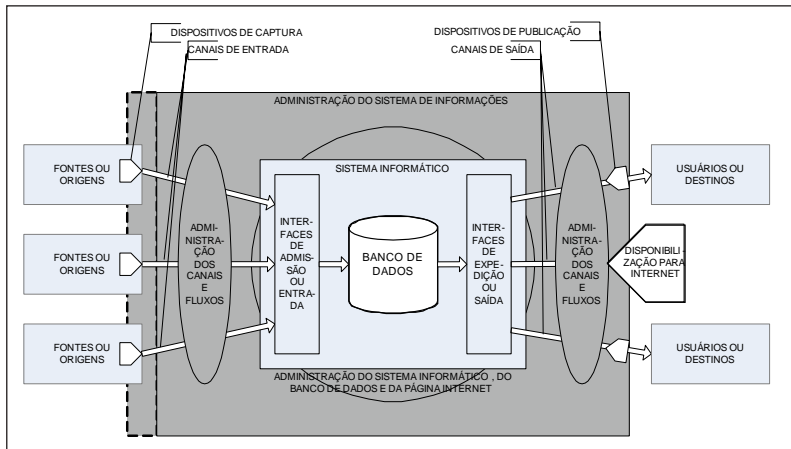 DISPOSITIVOS DE CAPTURA
CANAIS DE ENTRADA
DISPOSITIVOS DE PUBLICAÇÃO
CANAIS DE SAÍDA
ADMINISTRAÇÃO DO SISTEMA DE INFORMAÇÕES
FONTES OU
ORIGENS
FONTES OU
ORIGENS
FONTES OU
ORIGENS
ADMI-
NISTRA-
ÇÃO
DOS
CANAIS
E
FLUXOS
SISTEMA INFORMÁTICO
INTER-
FACES
DE
ADMIS-
SÃO
OU
ENTRA-
DA
BANCO DE
DADOS
INTER-
FACES
DE
EXPE-
DIÇÃO
OU
SAÍDA
ADMI-
NISTRA-
ÇÃO
DOS
CANAIS
E
FLUXOS
USUÁRIOS OU
DESTINOS
DISPONIBILI-
ZAÇÃO PARA
INTERNET
USUÁRIOS OU
DESTINOS
ADMINISTRAÇÃO DO SISTEMA INFORMÁTICO , DO
BANCO DE DADOS E DA PÁGINA INTERNET